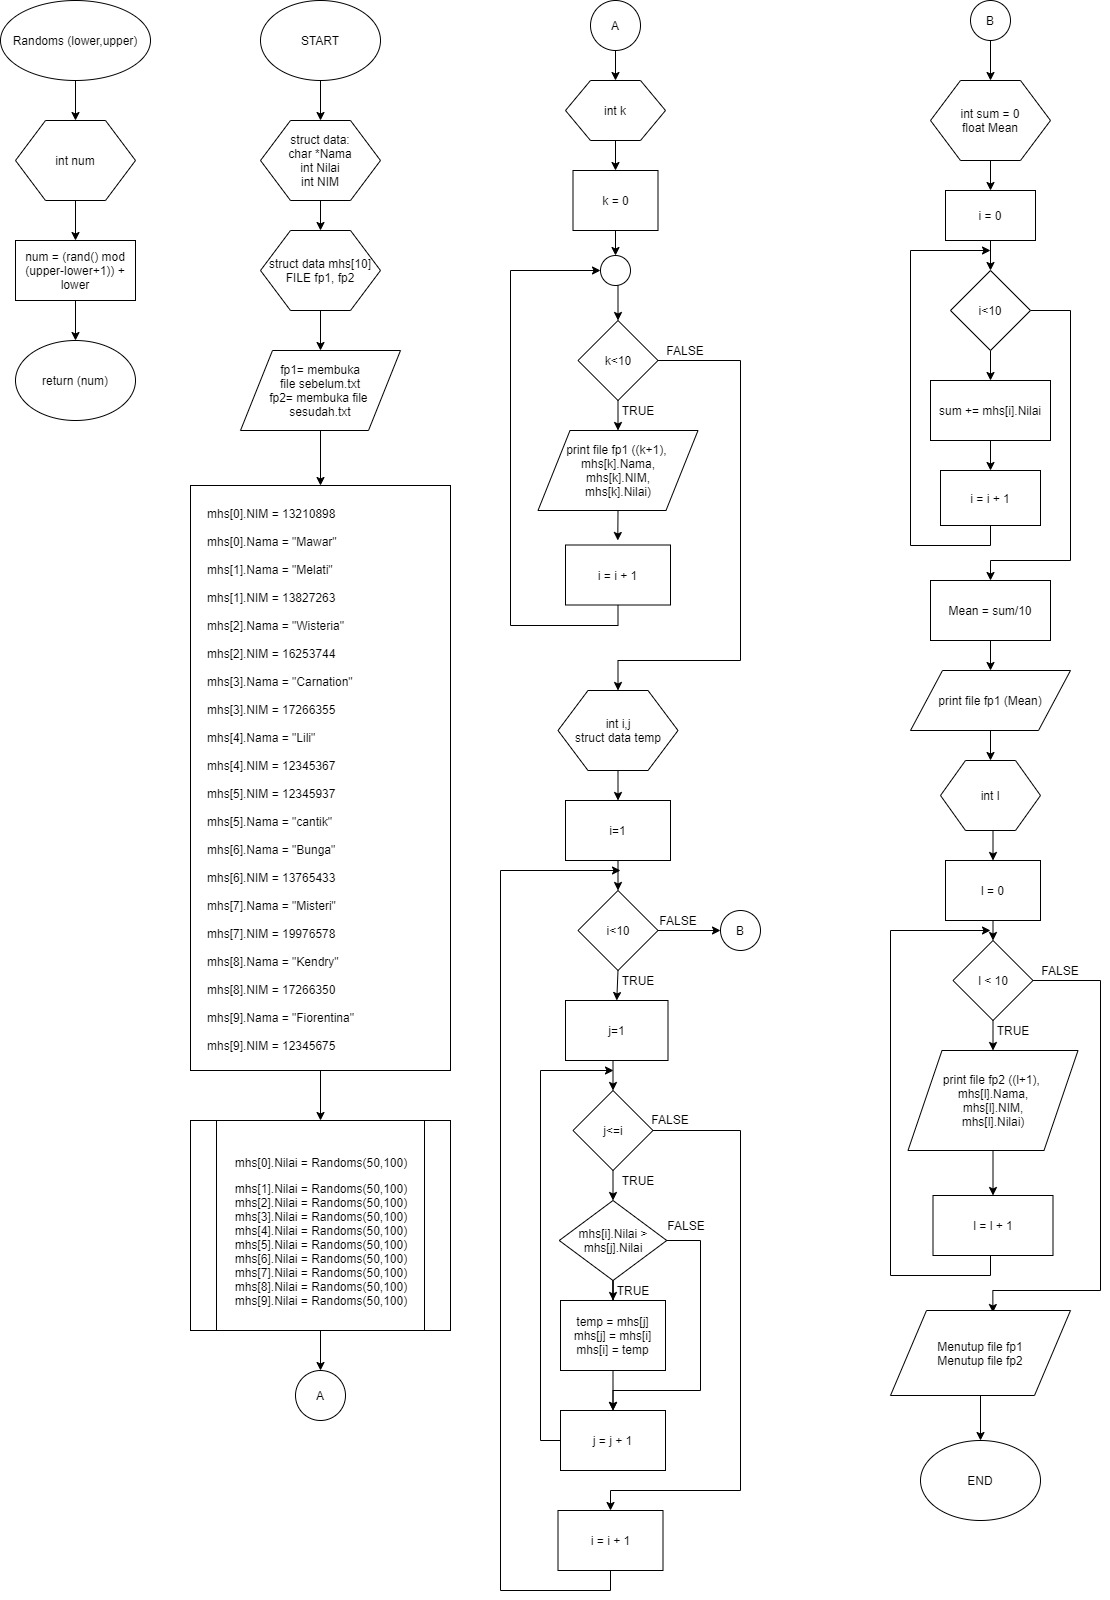 Randoms (lower,upper)
int num
num = (rand() mod
(upper-lower+1)) +
lower
return (num)
START
struct data:
char *Nama
int Nilai
int NIM
struct data mhs[10]
FILE fp1, fp2
fp1= membuka
file sebelum.txt
fp2= membuka file
sesudah.txt
mhs[0].NIM = 13210898
mhs[0].Nama = "Mawar"
mhs[1].Nama = "Melati"
mhs[1].NIM = 13827263
mhs[2].Nama = "Wisteria"
mhs[2].NIM = 16253744
mhs[3].Nama = "Carnation"
mhs[3].NIM = 17266355
mhs[4].Nama = "Lili"
mhs[4].NIM = 12345367
mhs[5].NIM = 12345937
mhs[5].Nama = "cantik"
mhs[6].Nama = "Bunga"
mhs[6].NIM = 13765433
mhs[7].Nama = "Misteri"
mhs[7].NIM = 19976578
mhs[8].Nama = "Kendry"
mhs[8].NIM = 17266350
mhs[9].Nama = "Fiorentina"
mhs[9].NIM = 12345675
mhs[0].Nilai = Randoms(50,100)
mhs[1].Nilai = Randoms(50,100)
mhs[2].Nilai = Randoms(50,100)
mhs[3].Nilai = Randoms(50,100)
mhs[4].Nilai = Randoms(50,100)
mhs[5].Nilai = Randoms(50,100)
mhs[6].Nilai = Randoms(50,100)
mhs[7].Nilai = Randoms(50,100)
mhs[8].Nilai = Randoms(50,100)
mhs[9].Nilai = Randoms(50,100)
A
A
int k
k = 0
k<10
FALSE
TRUE
print file fp1 ((k+1),
mhs[k].Nama,
mhs[k].NIM,
mhs[k].Nilai)
i = i + 1
int i,j
struct data temp
i=1
i<10
FALSE
B
TRUE
j=1
j<=i
FALSE
TRUE
mhs[i].Nilai >
mhs[j].Nilai
FALSE
TRUE
temp = mhs[j]
mhs[j] = mhs[i]
mhs[i] = temp
j = j + 1
i = i + 1
B
int sum = 0
float Mean
i = 0
i<10
sum += mhs[i].Nilai
i = i + 1
Mean = sum/10
print file fp1 (Mean)
int l
l = 0
l < 10
FALSE
TRUE
print file fp2 ((l+1),
mhs[l].Nama,
mhs[l].NIM,
mhs[l].Nilai)
l = l + 1
Menutup file fp1
Menutup file fp2
END